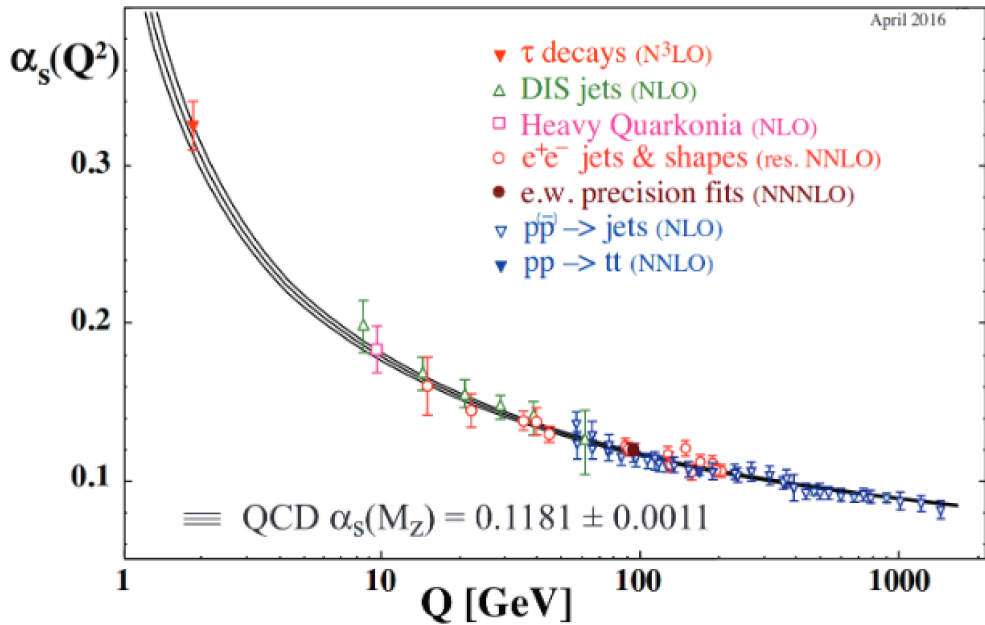 April 2016
αₛ(Q²)
τ decays (N³LO)
DIS jets (NLO)
Heavy Quarkonia (NLO)
e⁺e⁻ jets & shapes (res. NNLO)
e.w. precision fits (NNNLO)
p(p̅) –> jets (NLO)
pp –> tt (NNLO)
0.3
0.2
0.1
QCD αₛ(M_Z) = 0.1181 ± 0.0011
1
10
100
1000
Q [GeV]